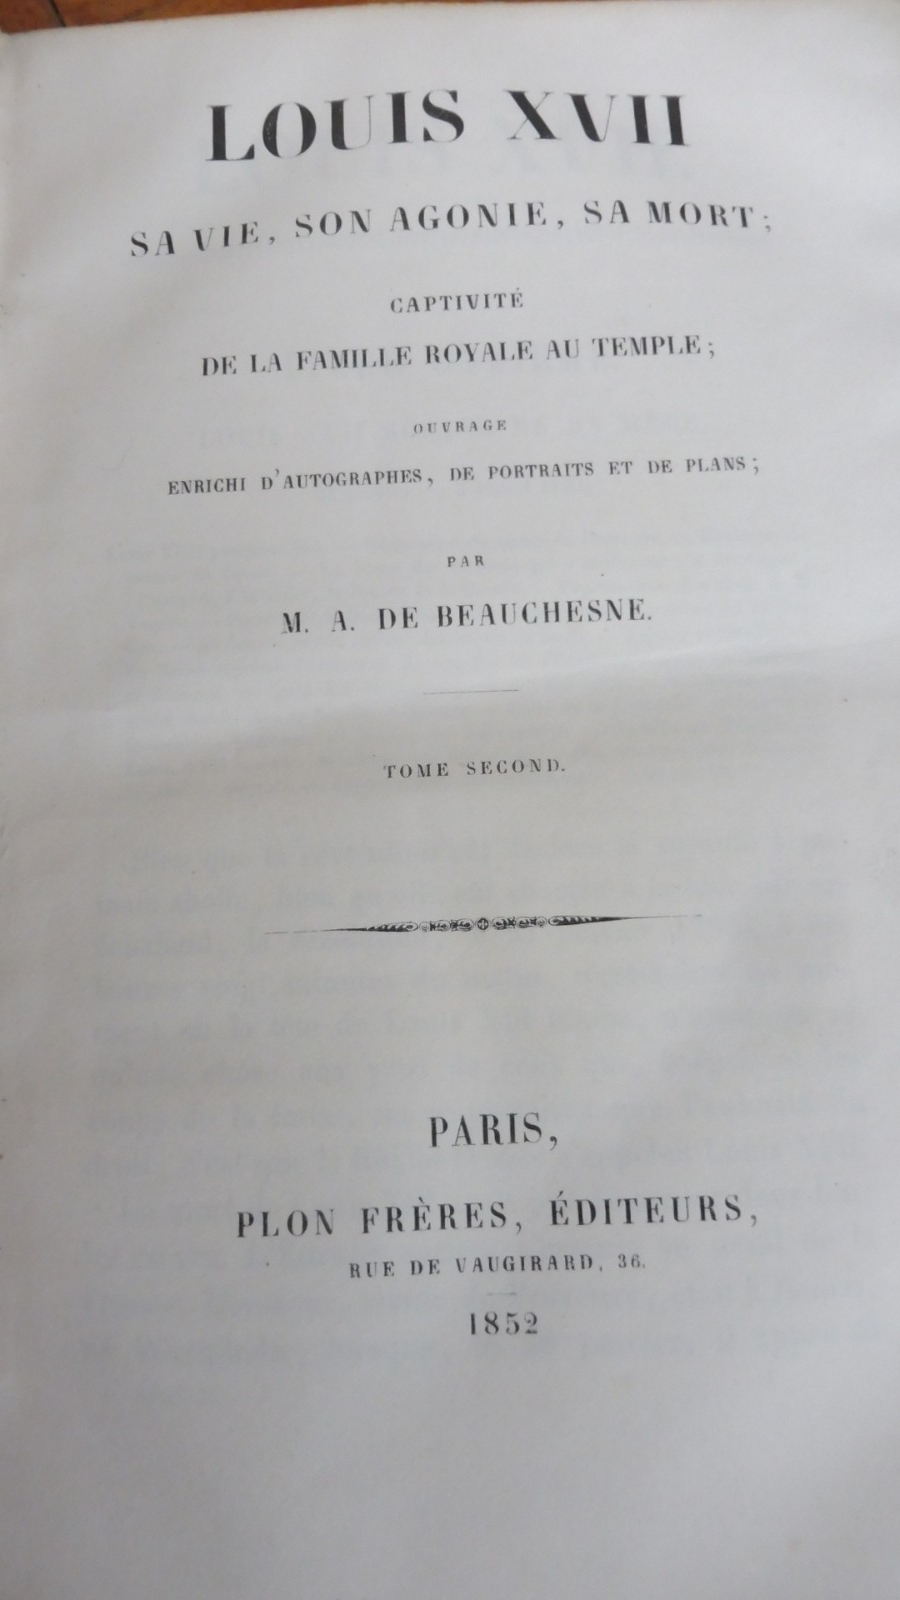 LOUIS XVII
SA VIE, SON AGONIE, SA MORT;
CAPTIVITÉ
DE LA FAMILLE ROYALE AU TEMPLE;
OUVRAGE
ENRICHI D'AUTOGRAPHES, DE PORTRAITS ET DE PLANS;
PAR
M. A. DE BEAUCHESNE.
TOME SECOND.
PARIS,
PLON FRÈRES, ÉDITEURS,
RUE DE VAUGIRARD, 36.
1852